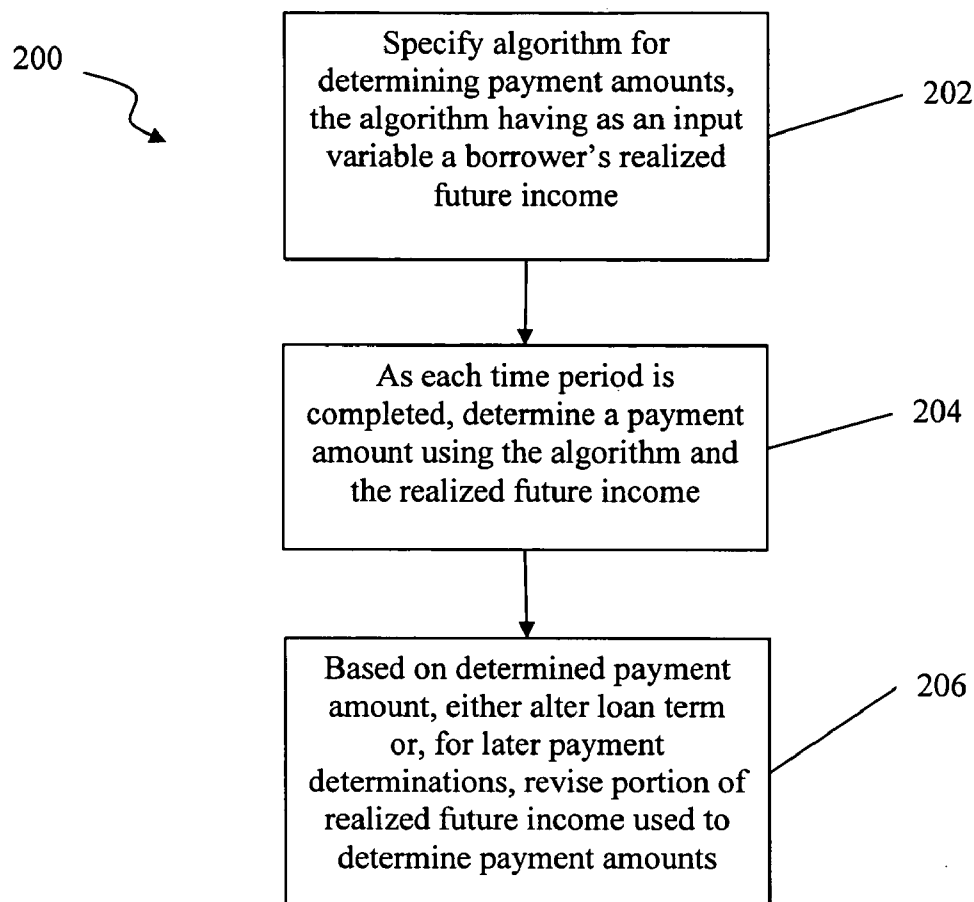 200
Specify algorithm for
determining payment amounts,
the algorithm having as an input
variable a borrower’s realized
future income
202
As each time period is
completed, determine a payment
amount using the algorithm and
the realized future income
204
Based on determined payment
amount, either alter loan term
or, for later payment
determinations, revise portion of
realized future income used to
determine payment amounts
206